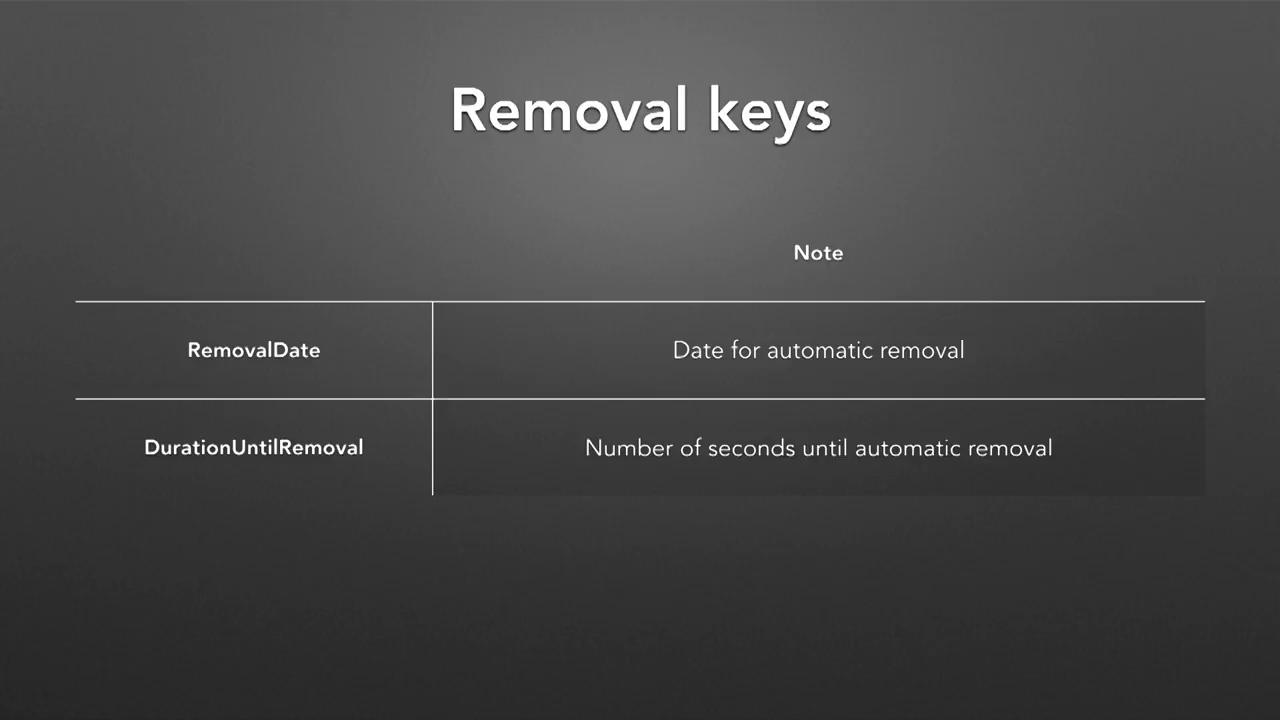 Removal keys
Note
RemovalDate
Date for automatic removal
DurationUntilRemoval
Number of seconds until automatic removal